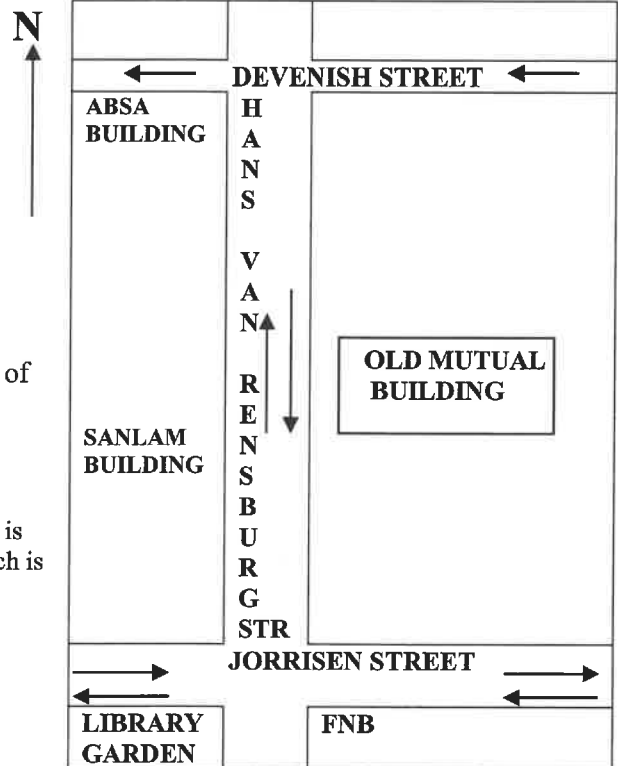 N
DEVENISH STREET
ABSA
BUILDING
H
A
N
S
V
A
N
R
E
N
S
B
U
R
G
STR
OLD MUTUAL
BUILDING
of
SANLAM
BUILDING
is
ch is
JORRISEN STREET
LIBRARY
GARDEN
FNB